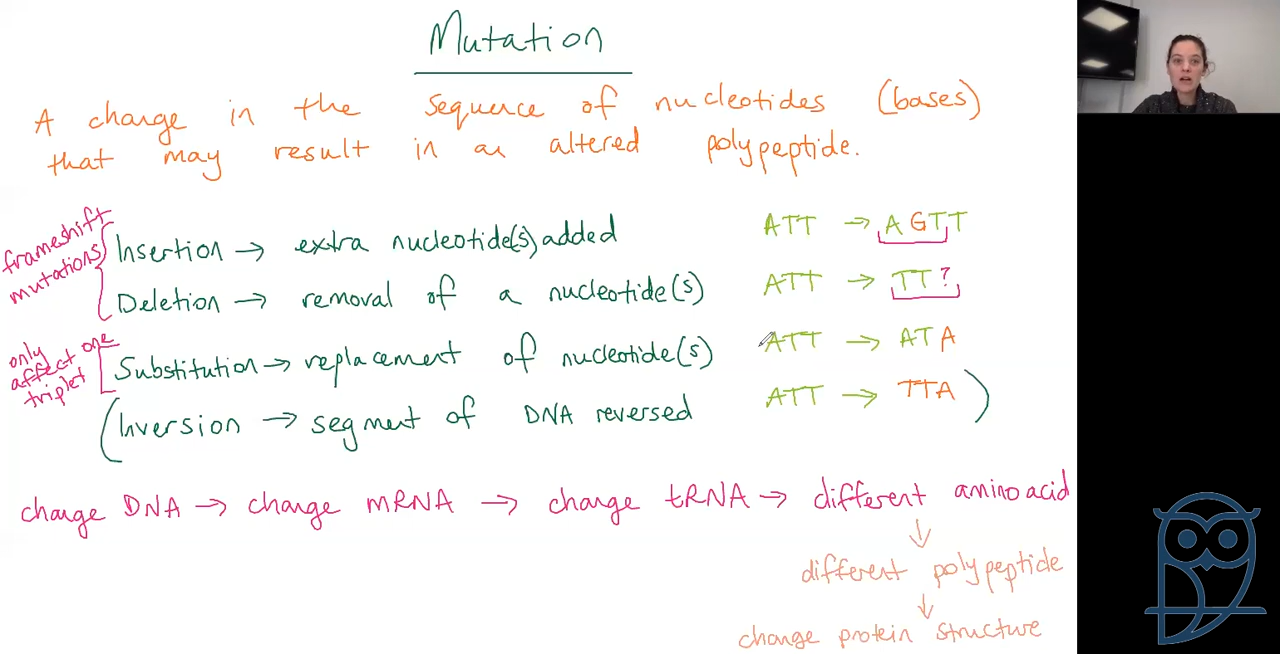 Mutation
A change in the sequence of nucleotides (bases)
that may result in an altered polypeptide.
frameshift mutations
Insertion → extra nucleotide(s) added ATT → AGTT
Deletion → removal of a nucleotide(s) ATT → TT?
only affect one triplet
Substitution → replacement of nucleotide(s) ATT → ATA
(Inversion → segment of DNA reversed ATT → TTA)
change DNA → change mRNA → change tRNA → different amino acid
↓
different polypeptide
↓
change protein structure